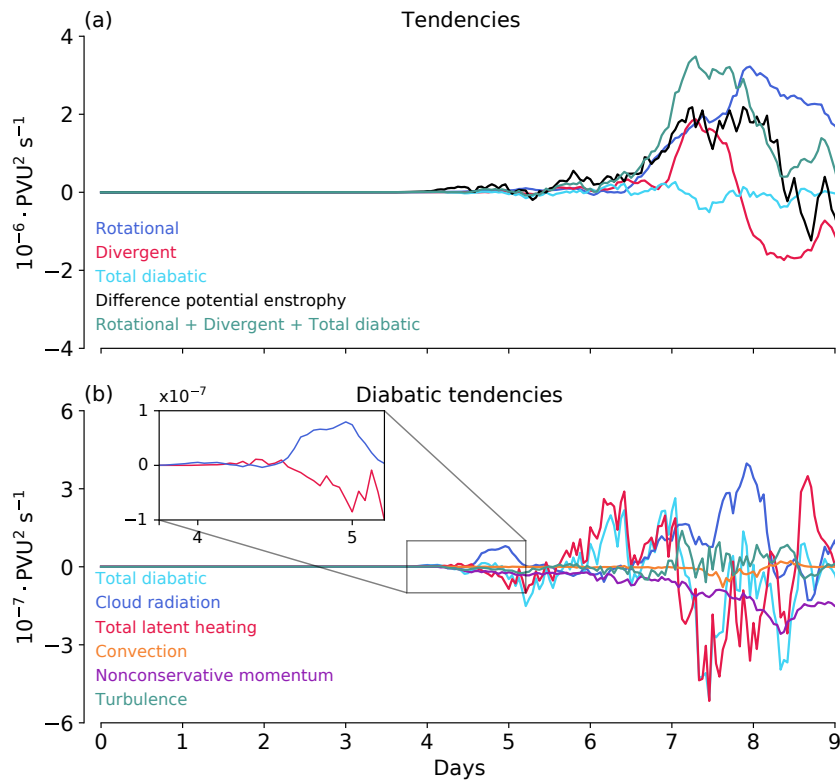 (a)
Tendencies
10⁻⁶ · PVU² s⁻¹
4
2
0
−2
−4
Rotational
Divergent
Total diabatic
Difference potential enstrophy
Rotational + Divergent + Total diabatic
(b)
x10⁻⁷
Diabatic tendencies
10⁻⁷ · PVU² s⁻¹
6
3
0
−3
−6
1
0
−1
4 5
Total diabatic
Cloud radiation
Total latent heating
Convection
Nonconservative momentum
Turbulence
0 1 2 3 4 5 6 7 8 9
Days